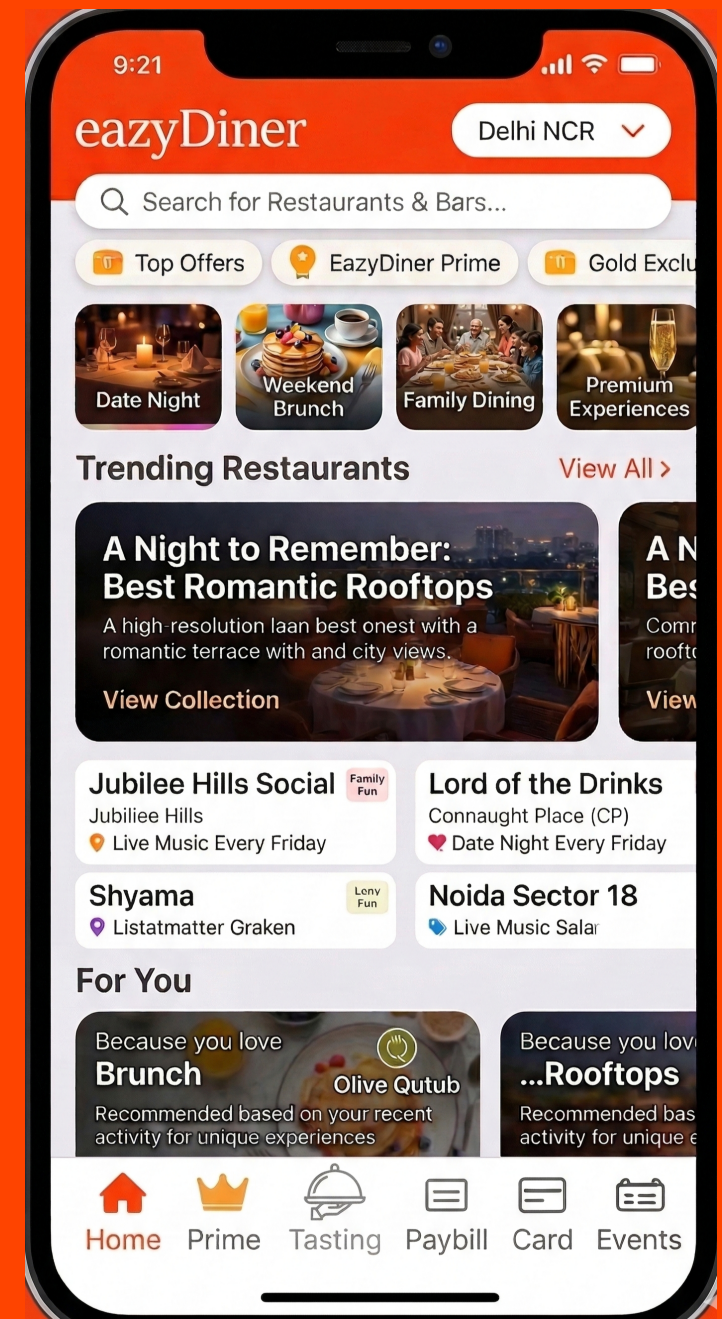 9:21
eazyDiner
Delhi NCR
Search for Restaurants & Bars...
Top Offers
EazyDiner Prime
Gold Exclu
Date Night
Weekend
Brunch
Family Dining
Premium
Experiences
Trending Restaurants
View All >
A Night to Remember:
Best Romantic Rooftops
A high-resolution laan best onest with a
romantic terrace with and city views.
View Collection
A N
Bes
Comr
roofto
View
Jubilee Hills Social
Family
Fun
Jubiliee Hills
Live Music Every Friday
Lord of the Drinks
Connaught Place (CP)
Date Night Every Friday
Shyama
Leny
Fun
Listatmatter Graken
Noida Sector 18
Live Music Salar
For You
Because you love
Brunch
Olive Qutub
Recommended based on your recent
activity for unique experiences
Because you lov
...Rooftops
Recommended bas
activity for unique e
Home
Prime
Tasting
Paybill
Card
Events